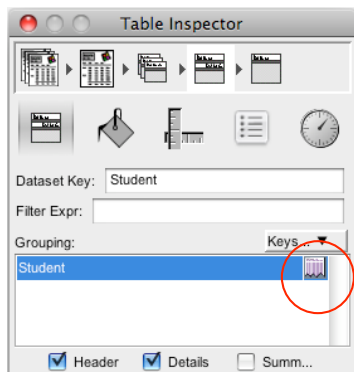 Table Inspector
Dataset Key: Student
Filter Expr:
Grouping: Keys...
Student
Header Details Summ...